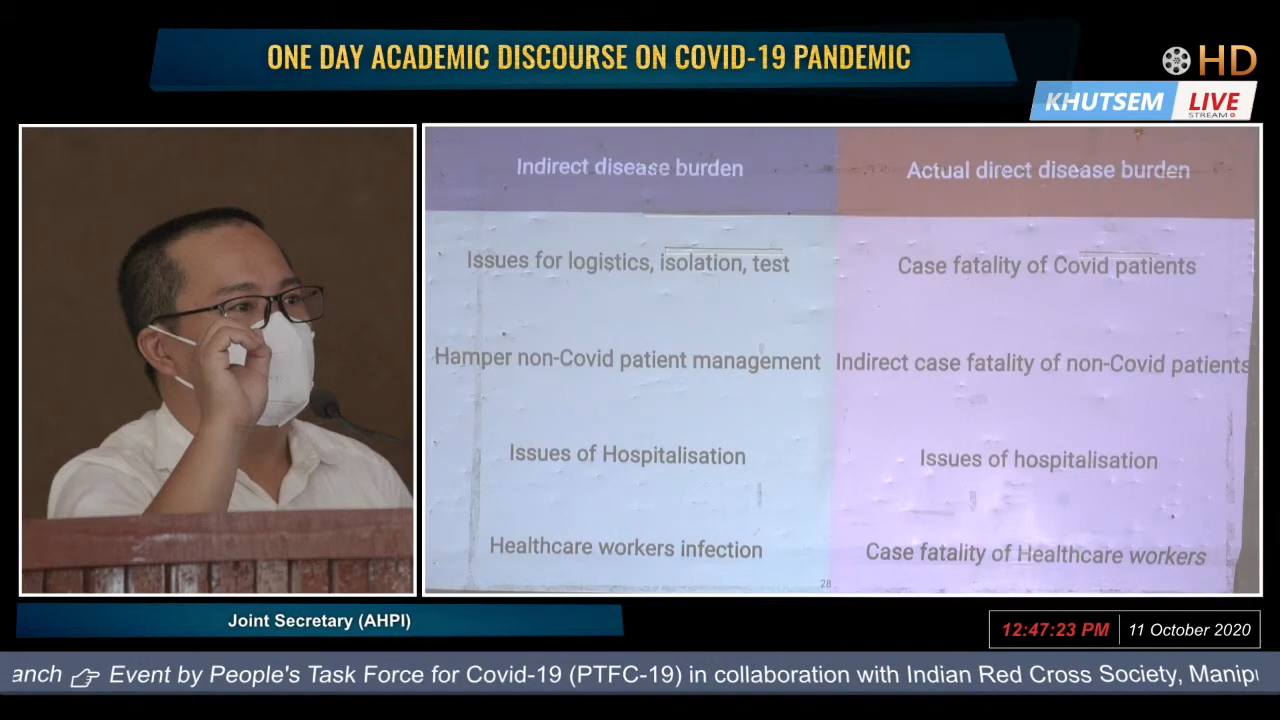 ONE DAY ACADEMIC DISCOURSE ON COVID-19 PANDEMIC
HD
KHUTSEM LIVE
STREAM
Indirect disease burden
Actual direct disease burden
Issues for logistics, isolation, test
Case fatality of Covid patients
Hamper non-Covid patient management
Indirect case fatality of non-Covid patients
Issues of Hospitalisation
Issues of hospitalisation
Healthcare workers infection
Case fatality of Healthcare workers
28
Joint Secretary (AHPI)
12:47:23 PM 11 October 2020
anch Event by People's Task Force for Covid-19 (PTFC-19) in collaboration with Indian Red Cross Society, Manip